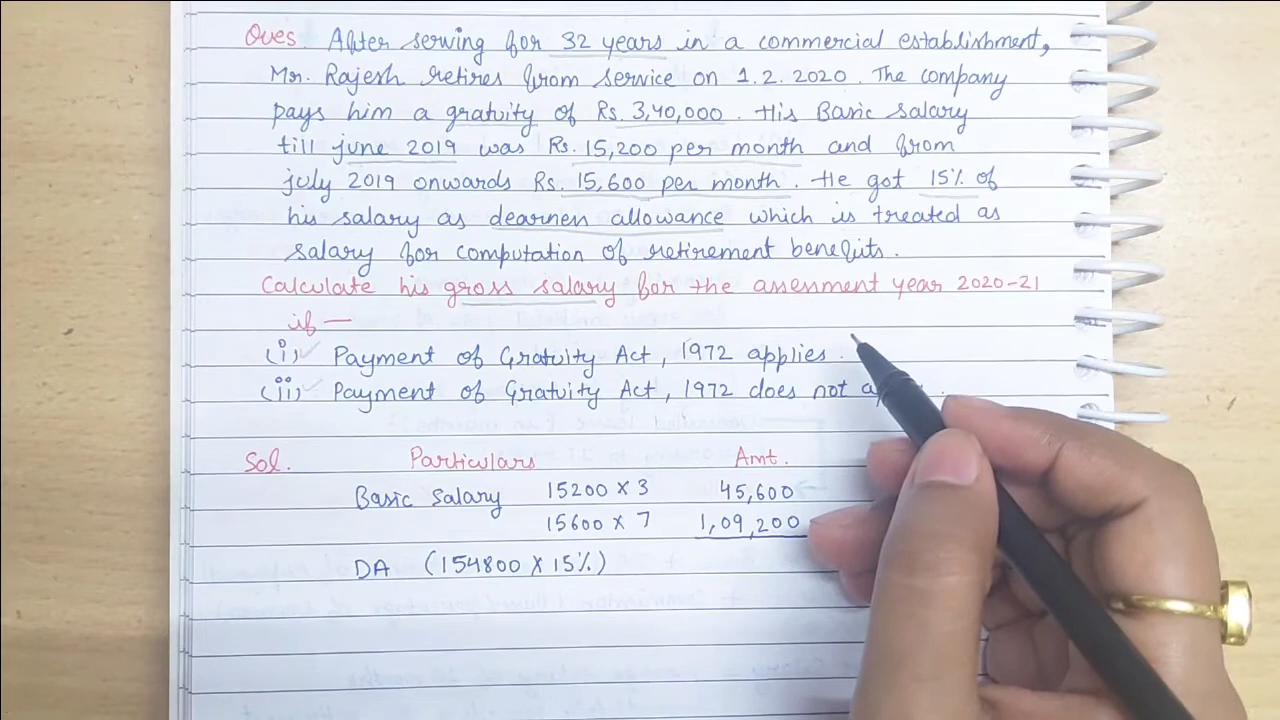 Ques. After serving for 32 years in a commercial establishment,
Mr. Rajesh retires from service on 1.2.2020. The company
pays him a gratuity of Rs. 3,40,000. His Basic salary
till june 2019 was Rs. 15,200 per month and from
july 2019 onwards Rs. 15,600 per month. He got 15% of
his salary as dearness allowance which is treated as
salary for computation of retirement benefits.
Calculate his gross salary for the assessment year 2020-21
if —
(i) Payment of Gratuity Act, 1972 applies.
(ii) Payment of Gratuity Act, 1972 does not
Sol. Particulars Amt.
Basic Salary 15200 X 3 45,600
15600 X 7 1,09,200
DA (154800 X 15%)